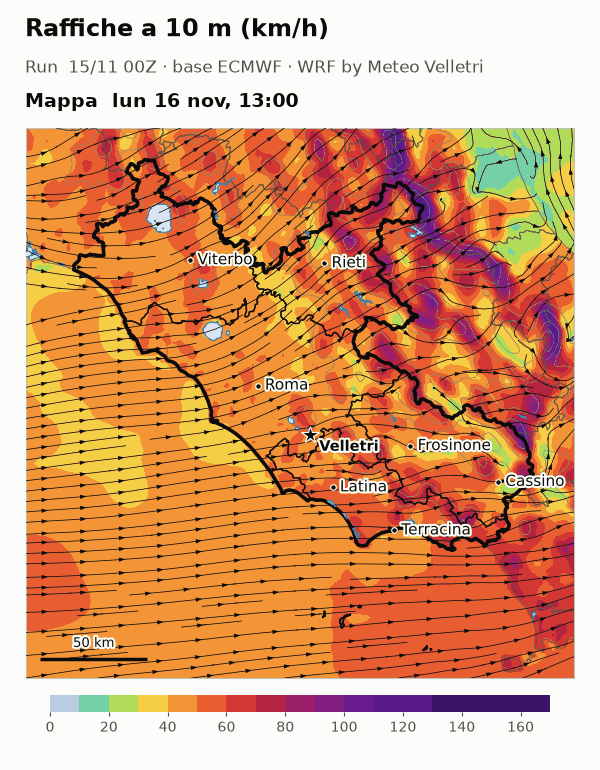 Raffiche a 10 m (km/h)
Run  15/11 00Z · base ECMWF · WRF by Meteo Velletri
Mappa  lun 16 nov, 13:00
Viterbo
Rieti
Roma
Velletri
Frosinone
Cassino
Latina
Terracina
50 km
0 20 40 60 80 100 120 140 160